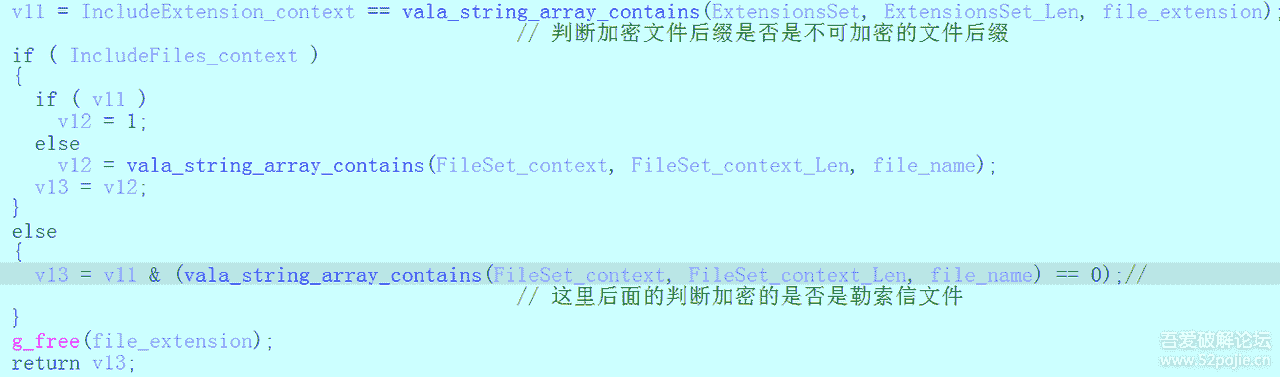 v11 = IncludeExtension_context == vala_string_array_contains(ExtensionsSet, ExtensionsSet_Len, file_extension);
// 判断加密文件后缀是否是不可加密的文件后缀
if ( IncludeFiles_context )
{
if ( v11 )
v12 = 1;
else
v12 = vala_string_array_contains(FileSet_context, FileSet_context_Len, file_name);
v13 = v12;
}
else
{
v13 = v11 & (vala_string_array_contains(FileSet_context, FileSet_context_Len, file_name) == 0);//
// 这里后面的判断加密的是否是勒索信文件
}
g_free(file_extension);
return v13;
吾爱破解论坛
www.52pojie.cn